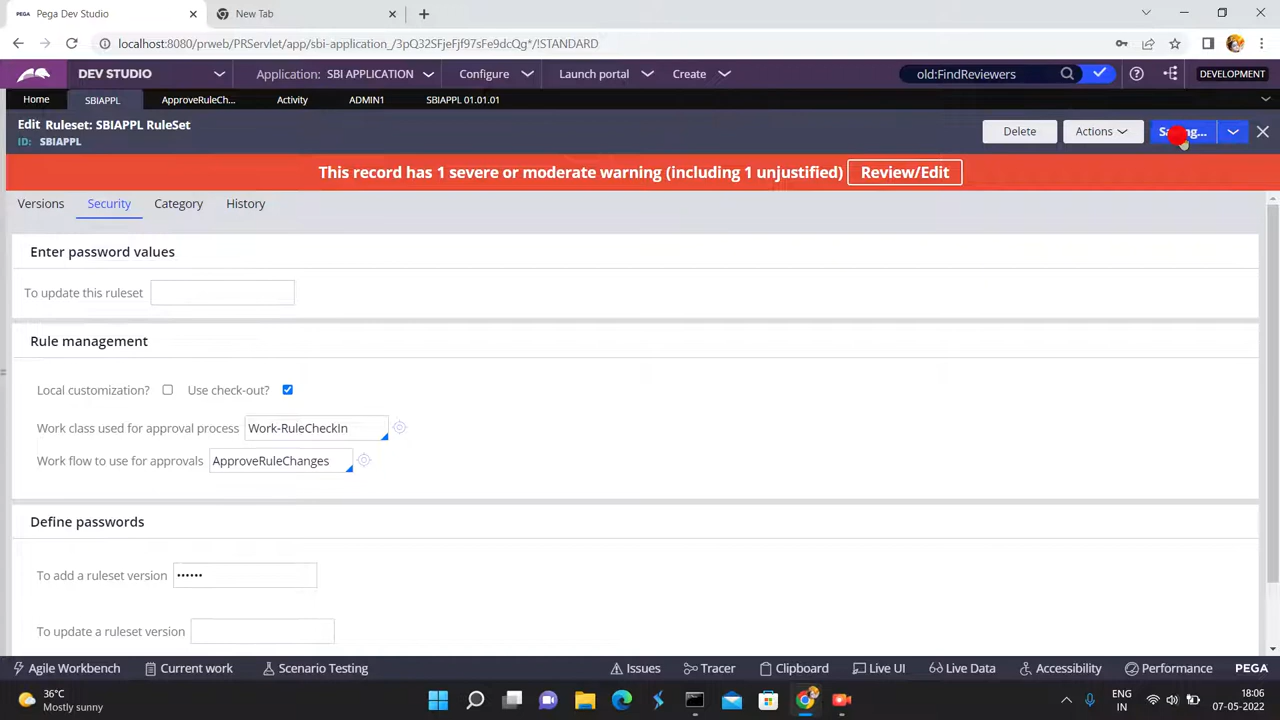 Pega Dev Studio
New Tab
localhost:8080/prweb/PRServlet/app/sbi-application_/3pQ32SFjeFjf97sFe9dcQg*/!STANDARD
DEV STUDIO
Application: SBI APPLICATION
Configure
Launch portal
Create
old:FindReviewers
DEVELOPMENT
Home
SBIAPPL
ApproveRuleCh...
Activity
ADMIN1
SBIAPPL 01.01.01
Edit Ruleset: SBIAPPL RuleSet
ID: SBIAPPL
Delete
Actions
This record has 1 severe or moderate warning (including 1 unjustified)
Review/Edit
Versions
Security
Category
History
Enter password values
To update this ruleset
Rule management
Local customization?
Use check-out?
Work class used for approval process
Work-RuleCheckIn
Work flow to use for approvals
ApproveRuleChanges
Define passwords
To add a ruleset version
••••••
To update a ruleset version
Agile Workbench
Current work
Scenario Testing
Issues
Tracer
Clipboard
Live UI
Live Data
Accessibility
Performance
PEGA
36°C
Mostly sunny
ENG
IN
18:06
07-05-2022